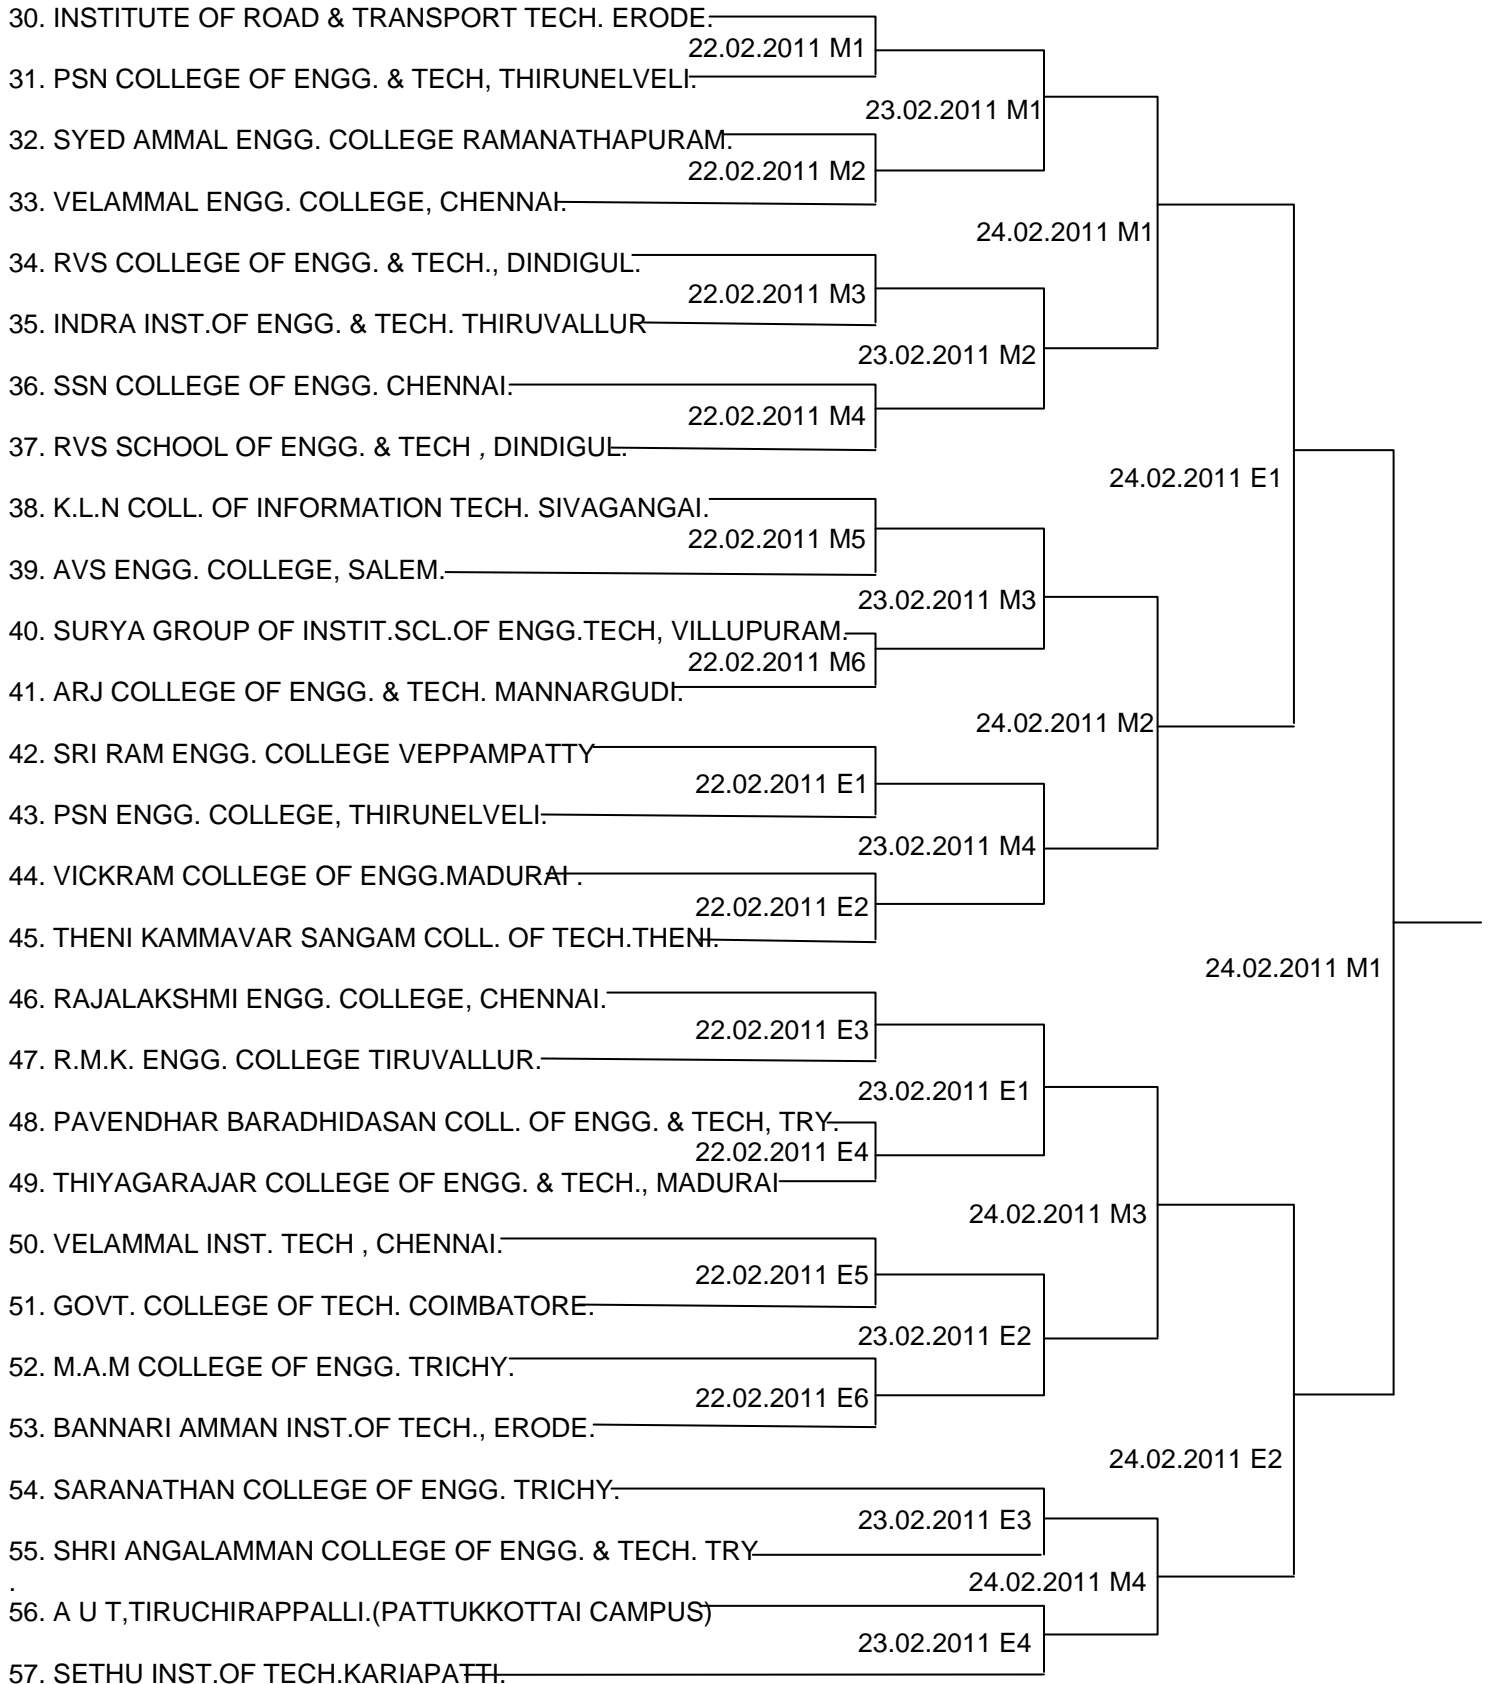 30. INSTITUTE OF ROAD & TRANSPORT TECH. ERODE.
22.02.2011 M1
31. PSN COLLEGE OF ENGG. & TECH, THIRUNELVELI.
23.02.2011 M1
32. SYED AMMAL ENGG. COLLEGE RAMANATHAPURAM.
22.02.2011 M2
33. VELAMMAL ENGG. COLLEGE, CHENNAI.
24.02.2011 M1
34. RVS COLLEGE OF ENGG. & TECH., DINDIGUL.
22.02.2011 M3
35. INDRA INST.OF ENGG. & TECH. THIRUVALLUR
23.02.2011 M2
36. SSN COLLEGE OF ENGG. CHENNAI.
22.02.2011 M4
37. RVS SCHOOL OF ENGG. & TECH , DINDIGUL.
24.02.2011 E1
38. K.L.N COLL. OF INFORMATION TECH. SIVAGANGAI.
22.02.2011 M5
39. AVS ENGG. COLLEGE, SALEM.
23.02.2011 M3
40. SURYA GROUP OF INSTIT.SCL.OF ENGG.TECH, VILLUPURAM.
22.02.2011 M6
41. ARJ COLLEGE OF ENGG. & TECH. MANNARGUDI.
24.02.2011 M2
42. SRI RAM ENGG. COLLEGE VEPPAMPATTY
22.02.2011 E1
43. PSN ENGG. COLLEGE, THIRUNELVELI.
23.02.2011 M4
44. VICKRAM COLLEGE OF ENGG.MADURAI .
22.02.2011 E2
45. THENI KAMMAVAR SANGAM COLL. OF TECH.THENI.
24.02.2011 M1
46. RAJALAKSHMI ENGG. COLLEGE, CHENNAI.
22.02.2011 E3
47. R.M.K. ENGG. COLLEGE TIRUVALLUR.
23.02.2011 E1
48. PAVENDHAR BARADHIDASAN COLL. OF ENGG. & TECH, TRY.
22.02.2011 E4
49. THIYAGARAJAR COLLEGE OF ENGG. & TECH., MADURAI
24.02.2011 M3
50. VELAMMAL INST. TECH , CHENNAI.
22.02.2011 E5
51. GOVT. COLLEGE OF TECH. COIMBATORE.
23.02.2011 E2
52. M.A.M COLLEGE OF ENGG. TRICHY.
22.02.2011 E6
53. BANNARI AMMAN INST.OF TECH., ERODE.
24.02.2011 E2
54. SARANATHAN COLLEGE OF ENGG. TRICHY.
23.02.2011 E3
55. SHRI ANGALAMMAN COLLEGE OF ENGG. & TECH. TRY
.
24.02.2011 M4
56. A U T,TIRUCHIRAPPALLI.(PATTUKKOTTAI CAMPUS)
23.02.2011 E4
57. SETHU INST.OF TECH.KARIAPATTI.